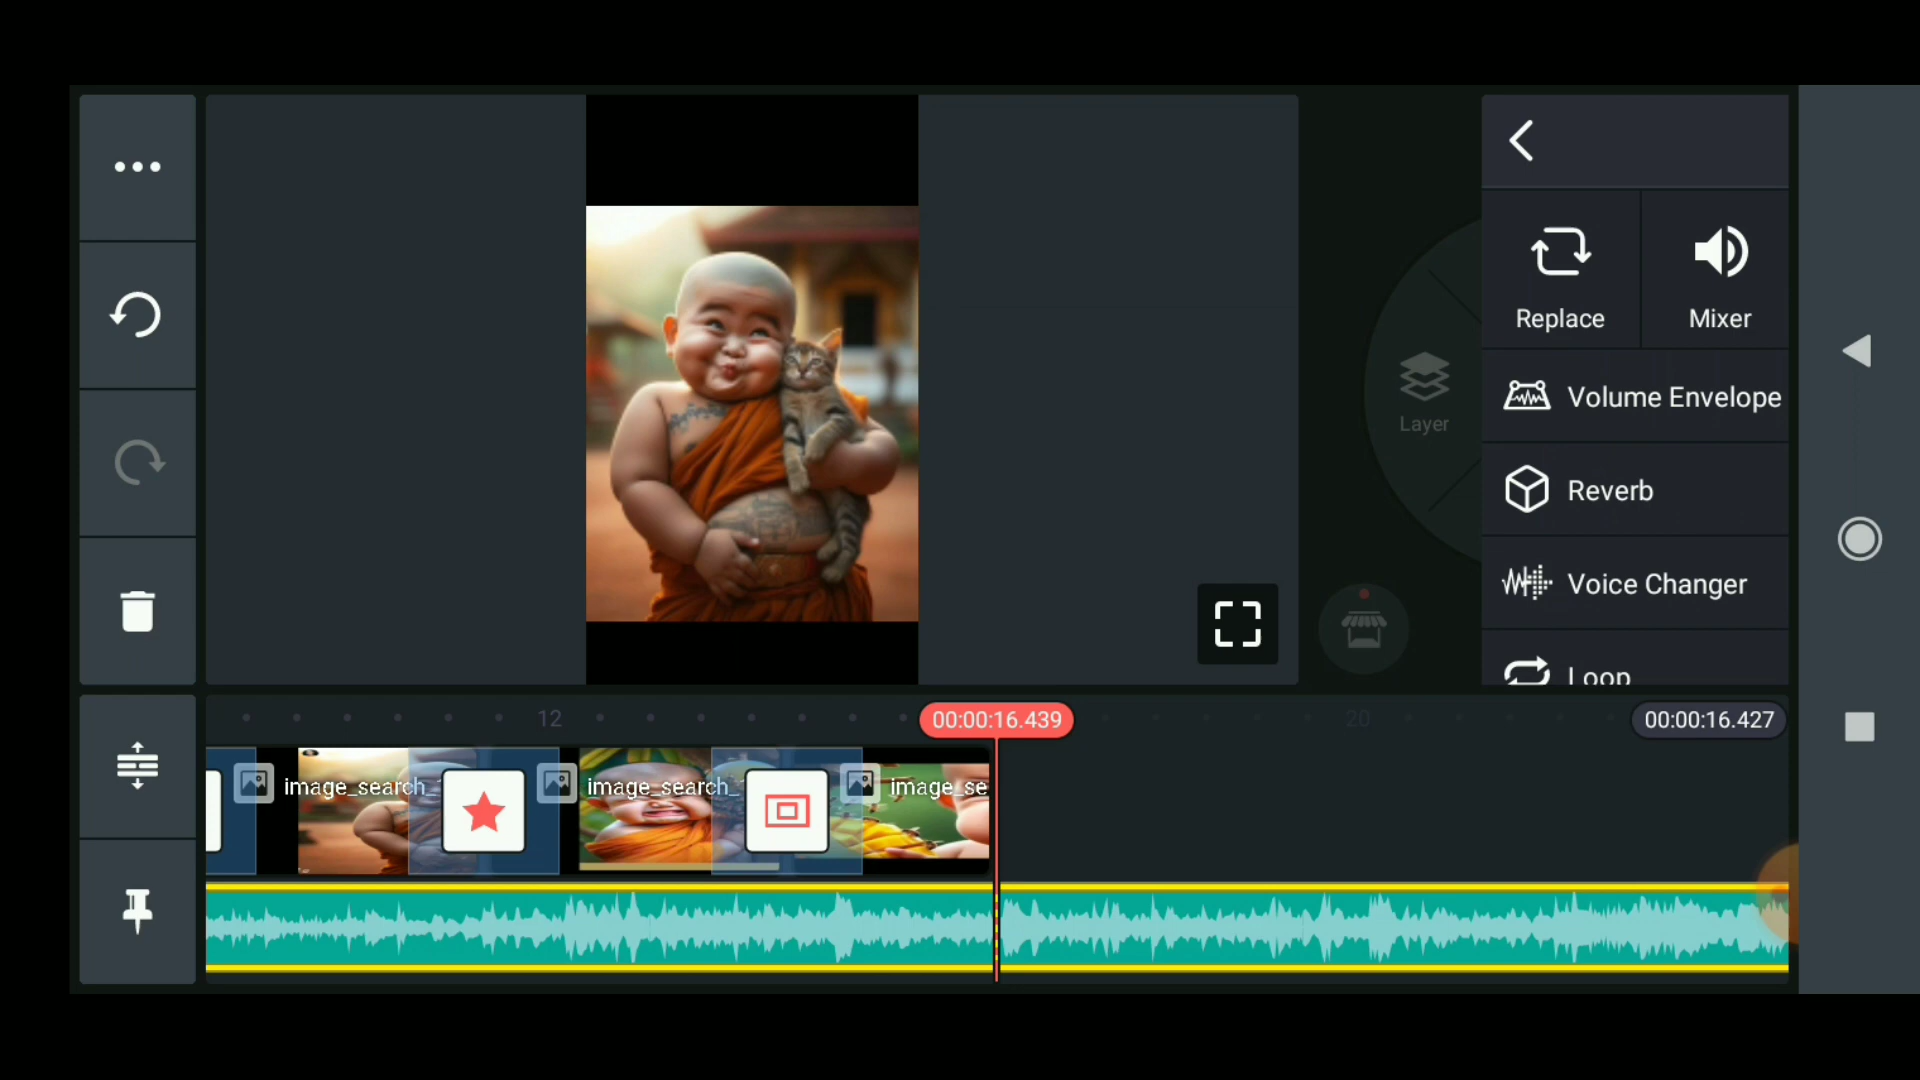 Replace
Mixer
Volume Envelope
Layer
Reverb
Voice Changer
Loop
12
00:00:16.439
20
00:00:16.427
image_search_
image_search_
image_se